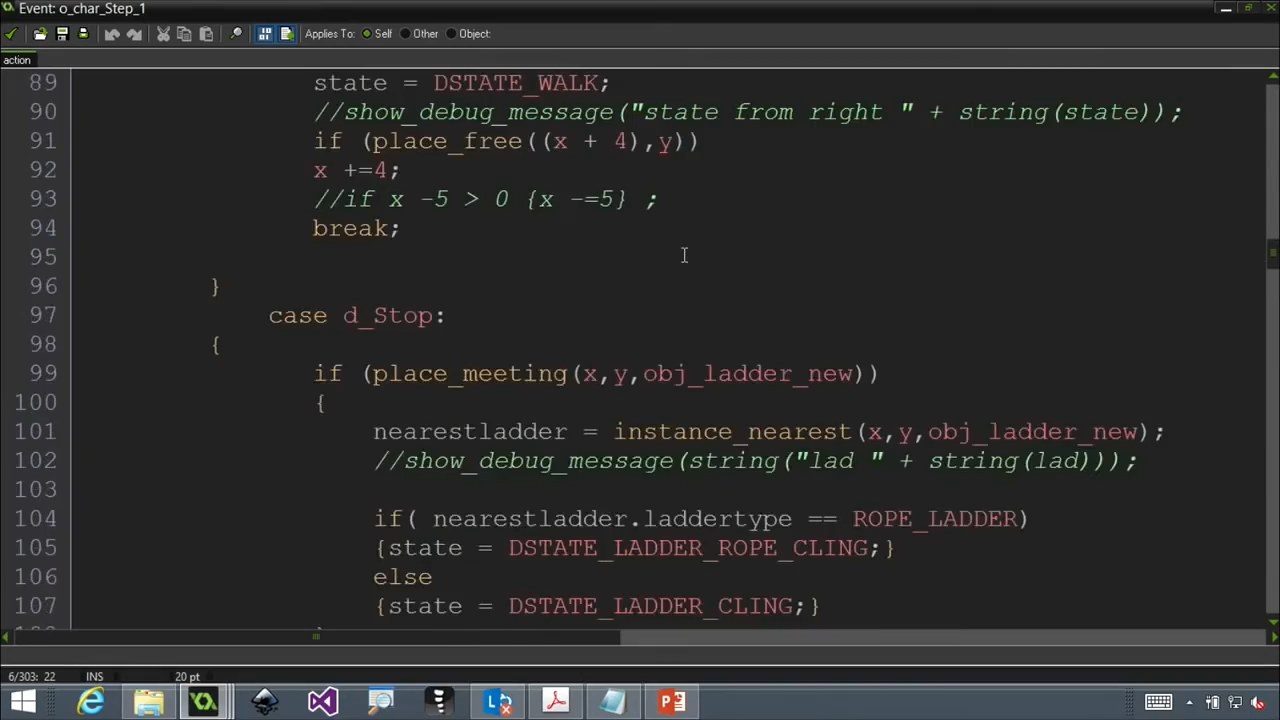 Event: o_char_Step_1
Applies To: Self Other Object:
action
89 state = DSTATE_WALK;
90 //show_debug_message("state from right " + string(state));
91 if (place_free((x + 4),y))
92 x +=4;
93 //if x -5 > 0 {x -=5} ;
94 break;
95
96 }
97 case d_Stop:
98 {
99 if (place_meeting(x,y,obj_ladder_new))
100 {
101 nearestladder = instance_nearest(x,y,obj_ladder_new);
102 //show_debug_message(string("lad " + string(lad)));
103
104 if( nearestladder.laddertype == ROPE_LADDER)
105 {state = DSTATE_LADDER_ROPE_CLING;}
106 else
107 {state = DSTATE_LADDER_CLING;}
6/303: 22 INS 20 pt